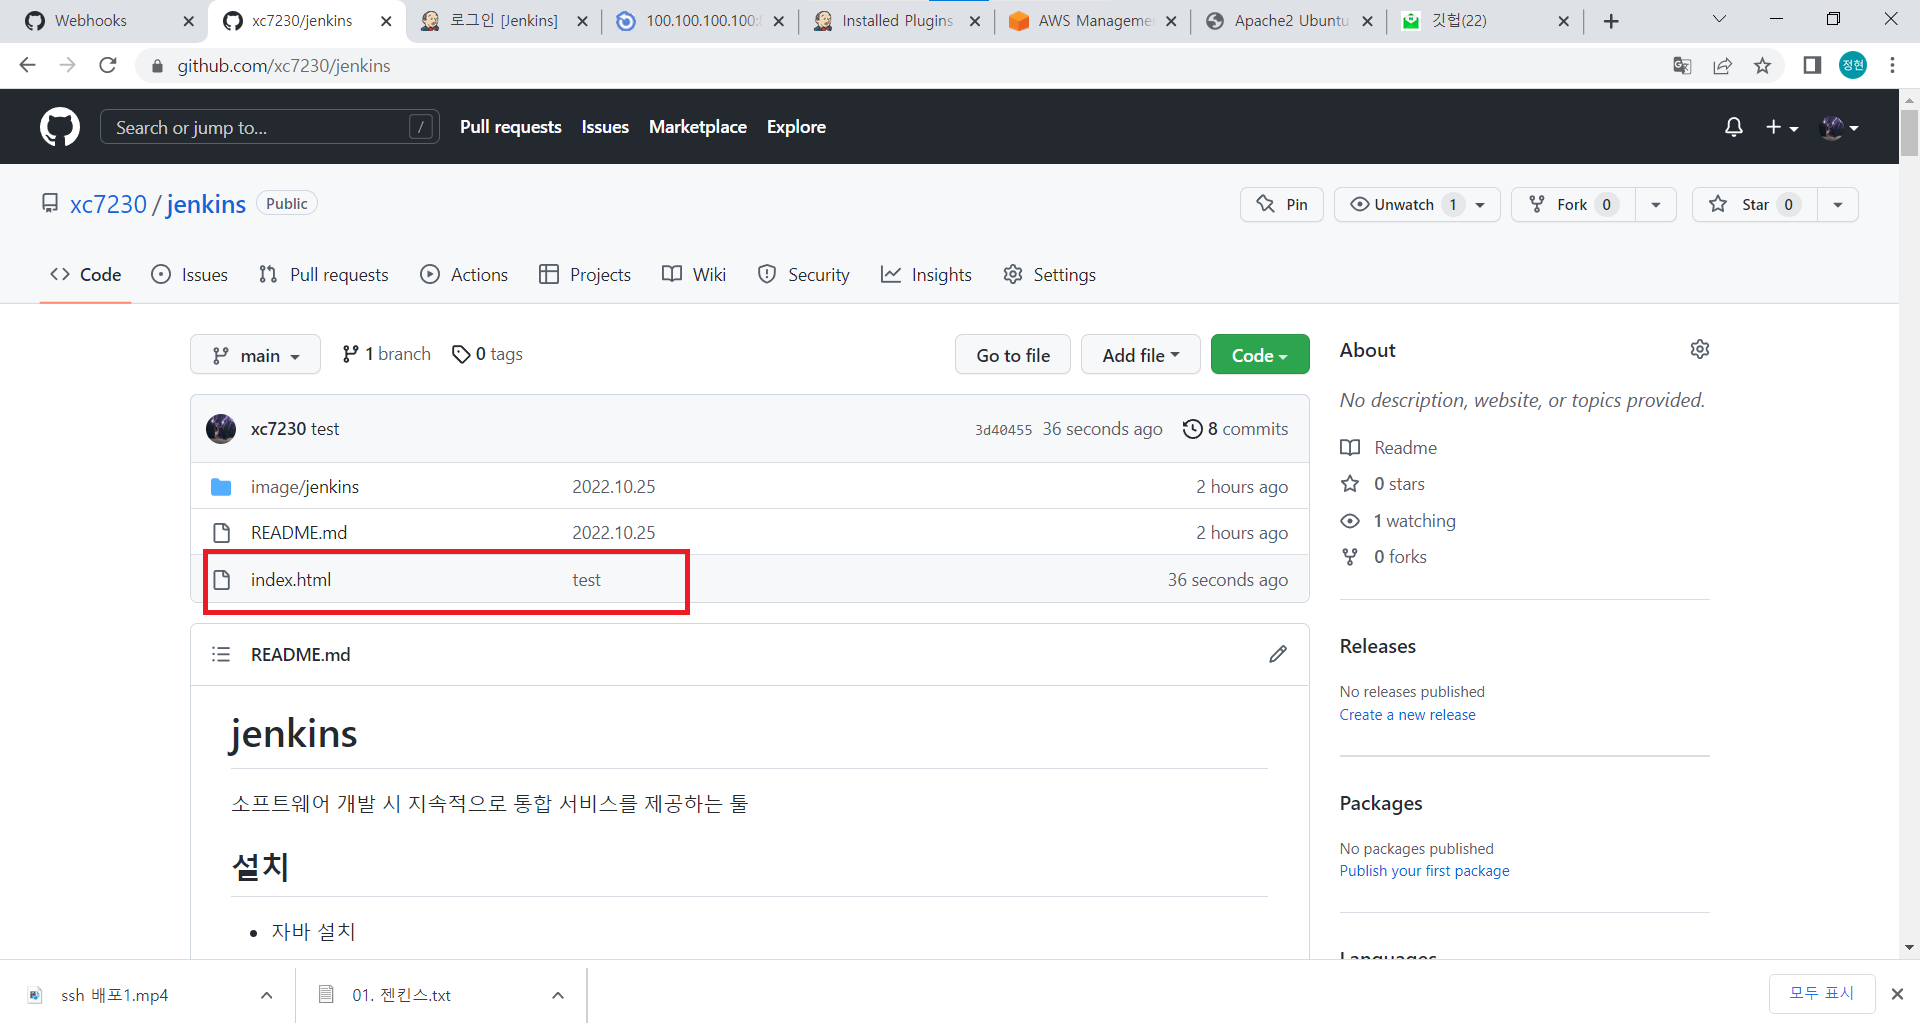 Webhooks
xc7230/jenkins
로그인 [Jenkins]
100.100.100.100:
Installed Plugins
AWS Manageme
Apache2 Ubuntu
깃헙(22)
github.com/xc7230/jenkins
정현
Search or jump to...
/
Pull requests
Issues
Marketplace
Explore
xc7230 / jenkins
Public
Pin
Unwatch 1
Fork 0
Star 0
Code
Issues
Pull requests
Actions
Projects
Wiki
Security
Insights
Settings
main
1 branch
0 tags
Go to file
Add file
Code
xc7230 test
3d40455 36 seconds ago
8 commits
image/jenkins 2022.10.25 2 hours ago
README.md 2022.10.25 2 hours ago
index.html test 36 seconds ago
README.md
jenkins
소프트웨어 개발 시 지속적으로 통합 서비스를 제공하는 툴
설치
자바 설치
About
No description, website, or topics provided.
Readme
0 stars
1 watching
0 forks
Releases
No releases published
Create a new release
Packages
No packages published
Publish your first package
Languages
ssh 배포1.mp4
01. 젠킨스.txt
모두 표시